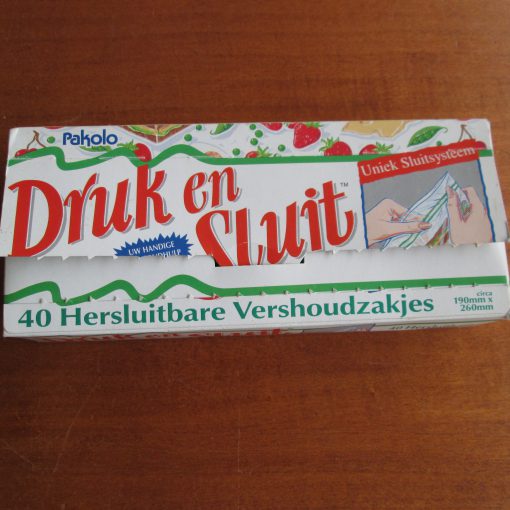 Pakolo
Druk en
Sluit™
Uniek Sluitsysteem
UW HANDIGE
40 Hersluitbare Vershoudzakjes
circa
190mm x
260mm